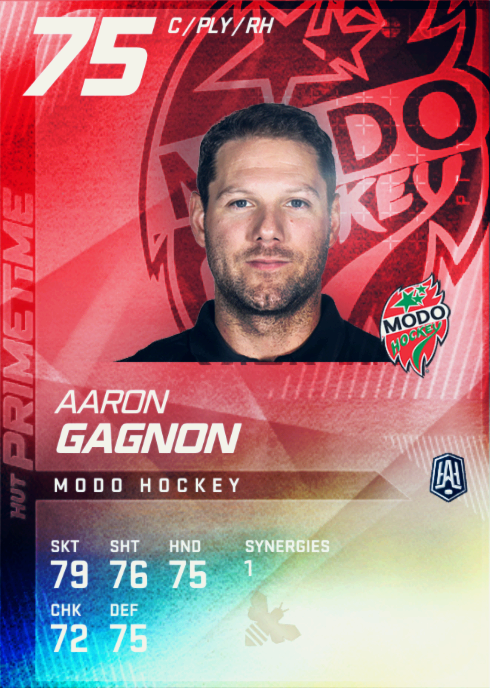 75 C/PLY/RH
MODO
HOCKEY
MODO
HOCKEY
HUT PRIMETIME
AARON
GAGNON
MODO HOCKEY
SKT SHT HND SYNERGIES
79 76 75 1
CHK DEF
72 75